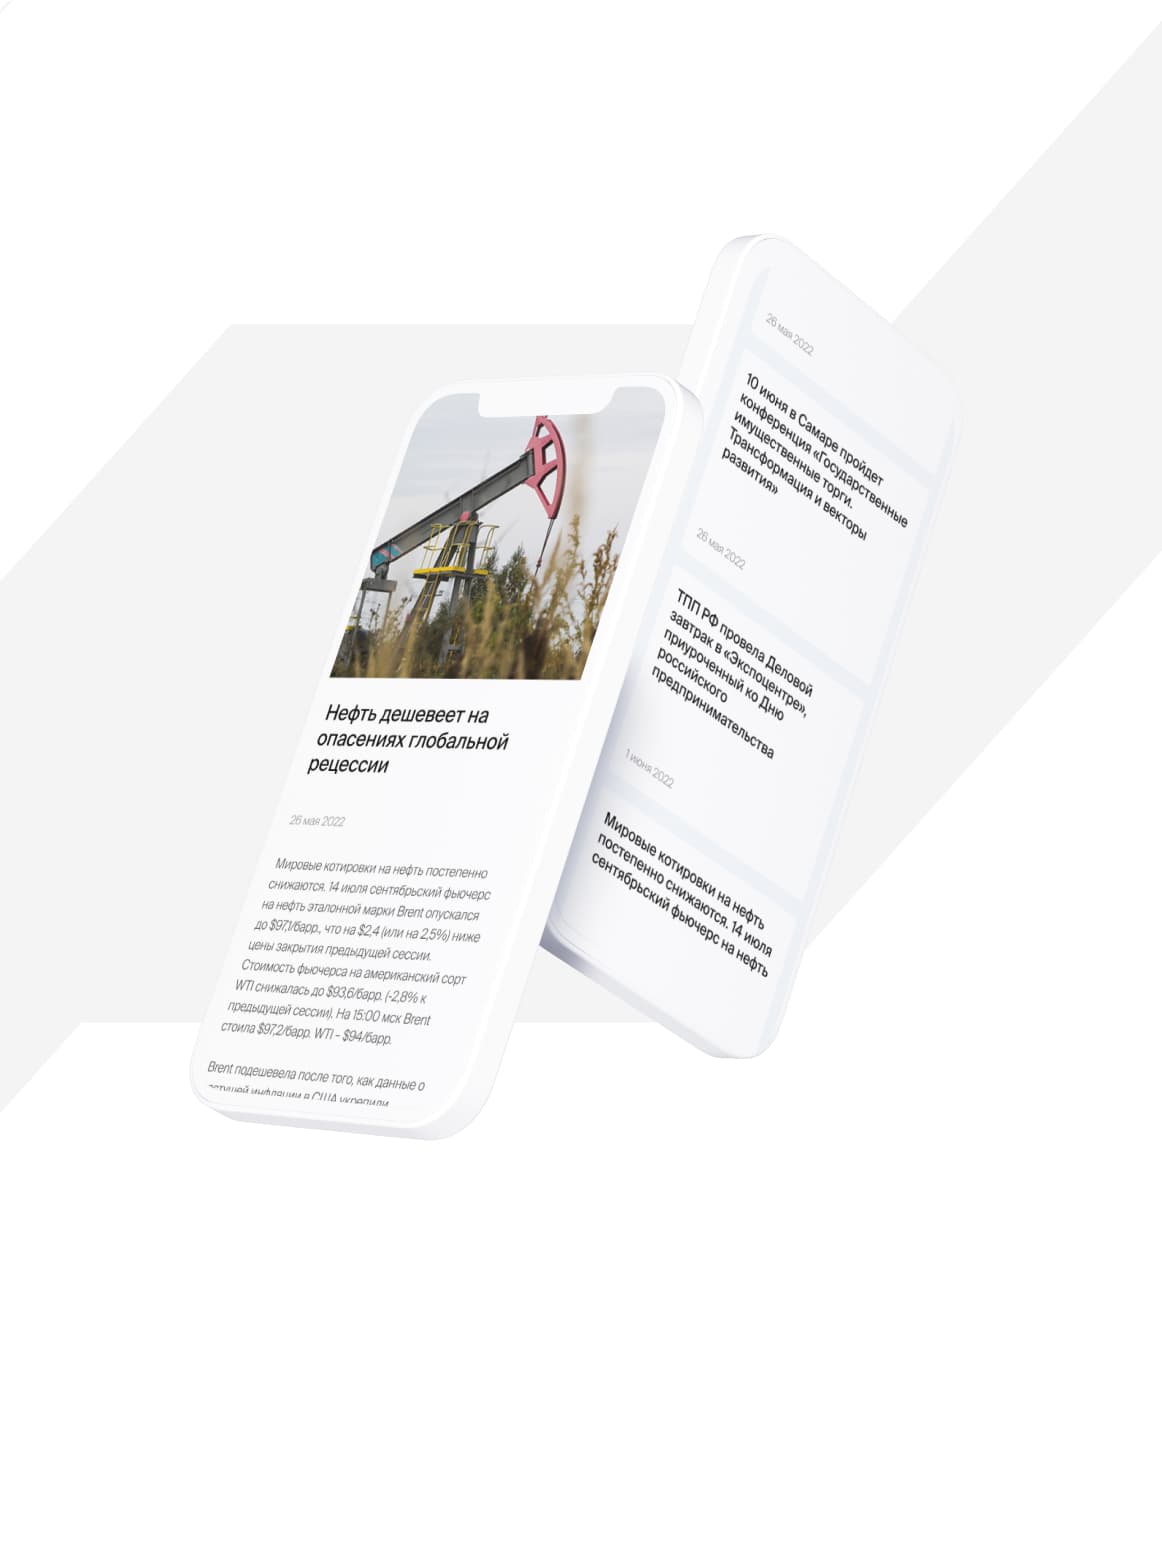 Нефть дешевеет на
опасениях глобальной
рецессии
26 мая 2022
Мировые котировки на нефть постепенно
снижаются. 14 июля сентябрьский фьючерс
на нефть эталонной марки Brent опускался
до $97,1/барр., что на $2,4 (или на 2,5%) ниже
цены закрытия предыдущей сессии.
Стоимость фьючерса на американский сорт
WTI снижалась до $93,6/барр. (-2,8% к
предыдущей сессии). На 15:00 мск Brent
стоила $97,2/барр. WTI – $94/барр.
Brent подешевела после того, как данные о
растущей инфляции в США укрепили
26 мая 2022
10 июня в Самаре пройдет
конференция «Государственные
имущественные торги.
Трансформация и векторы
развития»
26 мая 2022
ТПП РФ провела Деловой
завтрак в «Экспоцентре»,
приуроченный ко Дню
российского
предпринимательства
1 июня 2022
Мировые котировки на нефть
постепенно снижаются. 14 июля
сентябрьский фьючерс на нефть